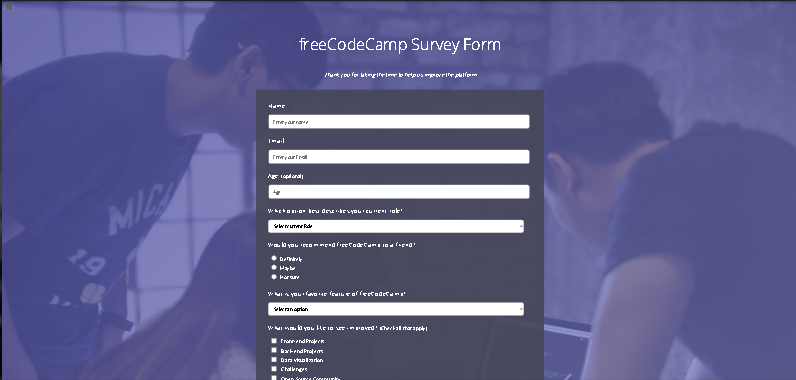 freeCodeCamp Survey Form
Thank you for taking the time to help us improve the platform
Name
Enter your name
Email
Enter your Email
Age (optional)
Age
Which option best describes your current role?
Select current Role
Would you recommend freeCodeCamp to a friend?
Definitely
Maybe
Not sure
What is your favorite feature of freeCodeCamp?
Select an option
What would you like to see improved? (Check all that apply)
Front-end Projects
Back-end Projects
Data Visualization
Challenges
Open Source Community
MICA
19